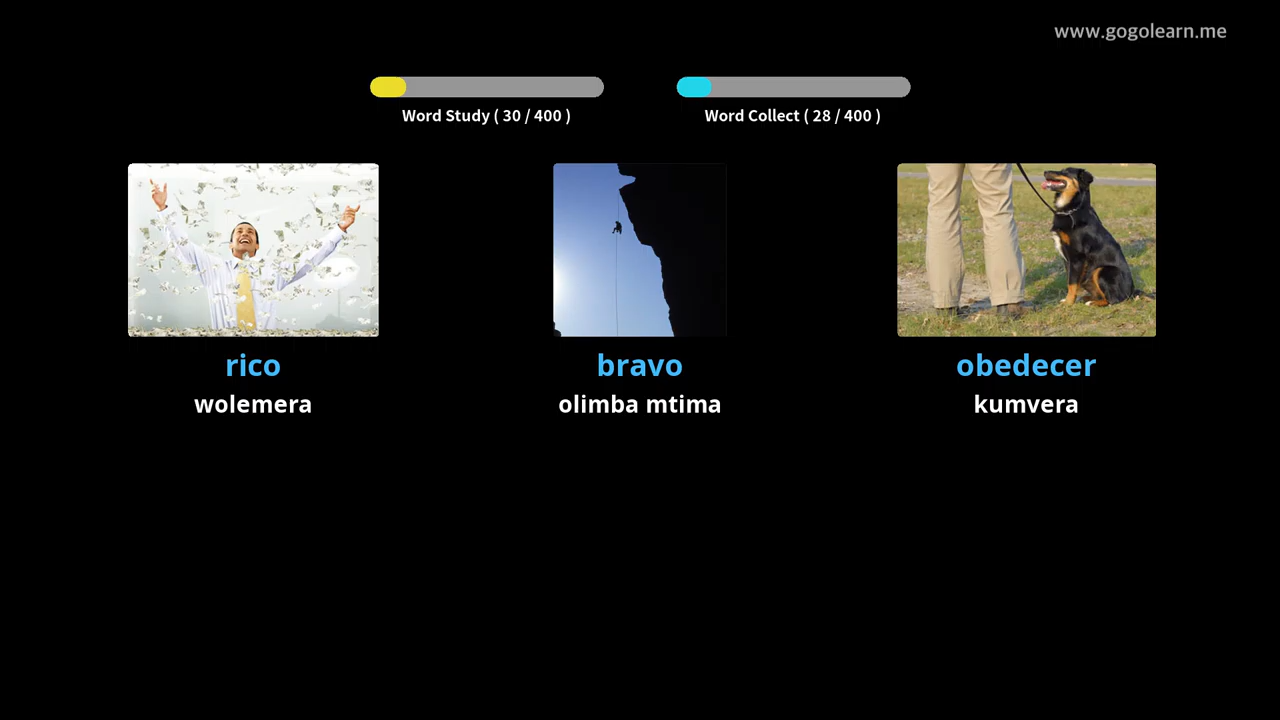 www.gogolearn.me
Word Study ( 30 / 400 )
Word Collect ( 28 / 400 )
rico
wolemera
bravo
olimba mtima
obedecer
kumvera